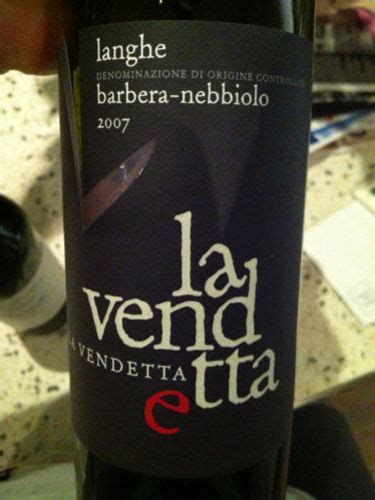 langhe
DENOMINAZIONE DI ORIGINE CONTROLLATA
barbera-nebbiolo
2007
la
vend
etta
LA VENDETTA